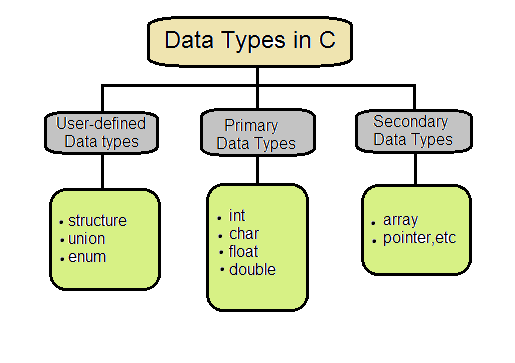 Data Types in C
User-defined
Data types
• structure
• union
• enum
Primary
Data Types
• int
• char
• float
• double
Secondary
Data Types
• array
• pointer,etc